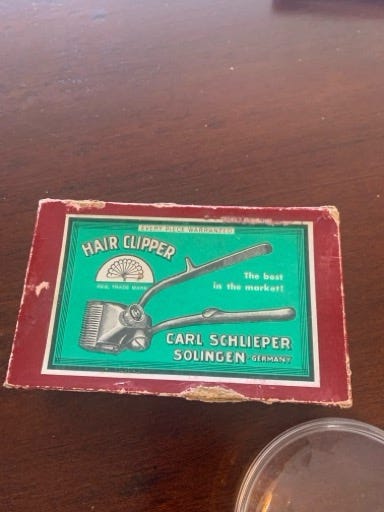 EVERY PIECE WARRANTED
HAIR CLIPPER
REG. TRADE MARK
The best
in the market!
CARL SCHLIEPER
SOLINGEN-GERMANY